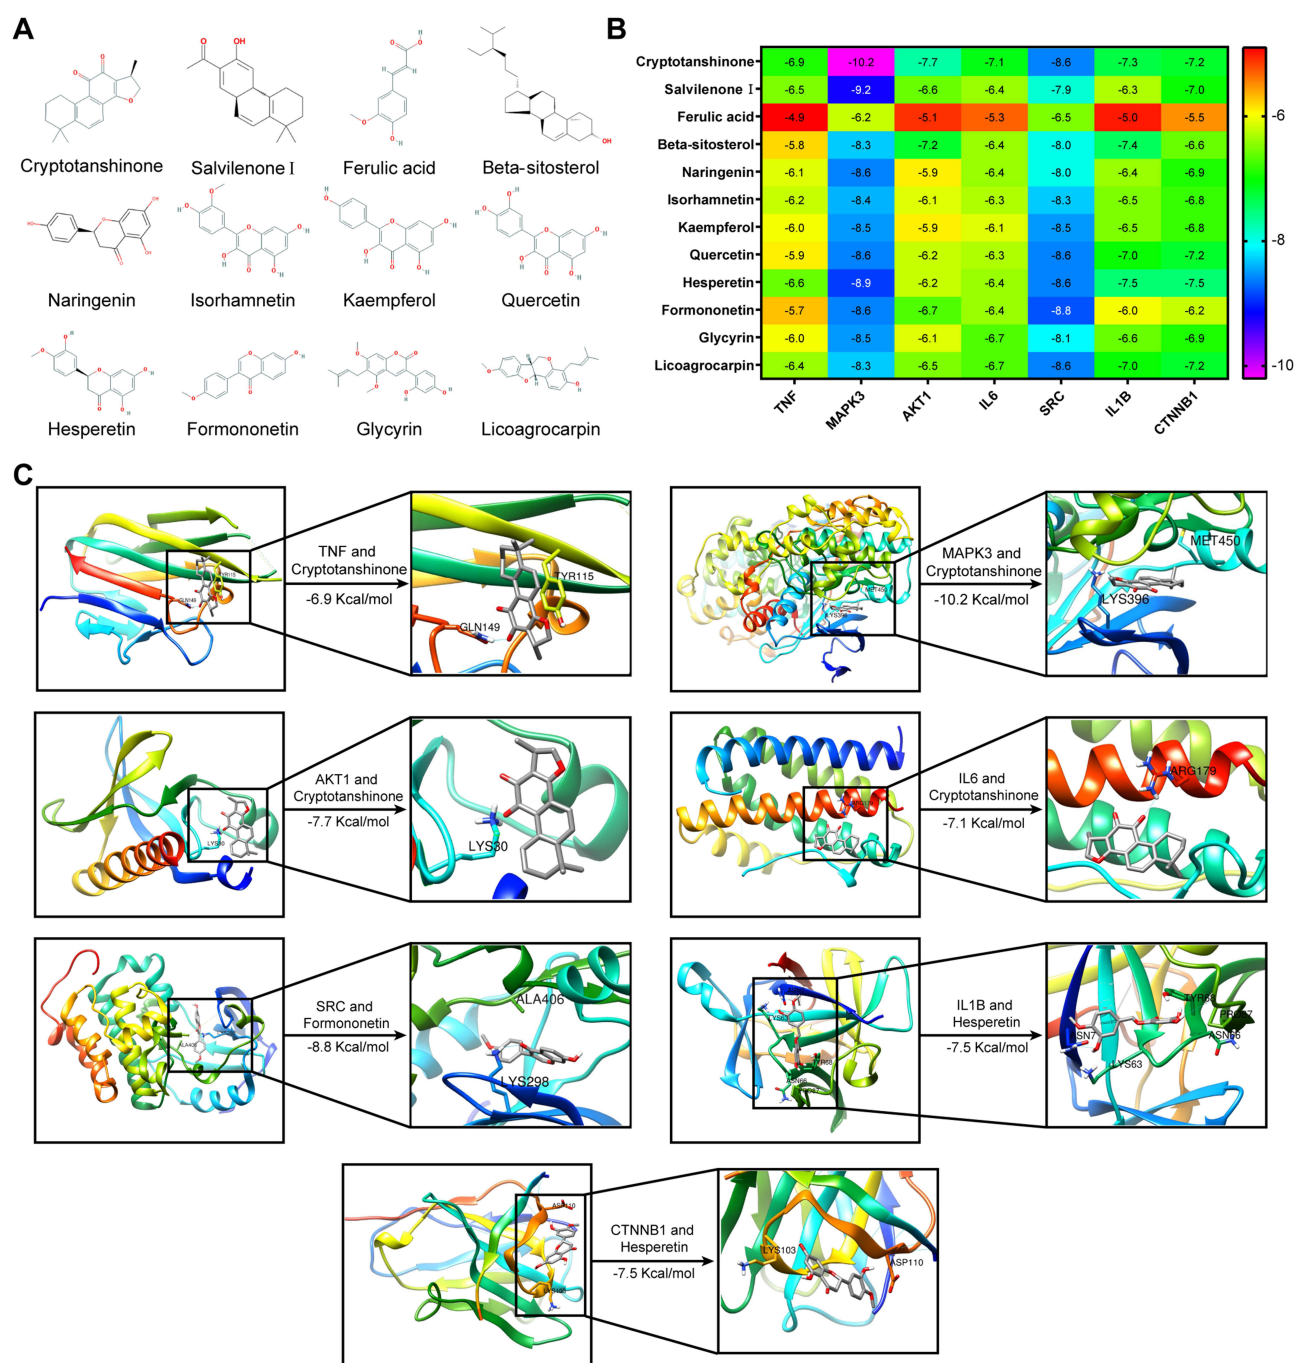 A
Cryptotanshinone
Salvilenone I
Ferulic acid
Beta-sitosterol
Naringenin
Isorhamnetin
Kaempferol
Quercetin
Hesperetin
Formononetin
Glycyrin
Licoagrocarpin
B
Cryptotanshinone -6.9 -10.2 -7.7 -7.1 -8.6 -7.3 -7.2
Salvilenone I -6.5 -9.2 -6.6 -6.4 -7.9 -6.3 -7.0
Ferulic acid -4.9 -6.2 -5.1 -5.3 -6.5 -5.0 -5.5
Beta-sitosterol -5.8 -8.3 -7.2 -6.4 -8.0 -7.4 -6.6
Naringenin -6.1 -8.6 -5.9 -6.4 -8.0 -6.4 -6.9
Isorhamnetin -6.2 -8.4 -6.1 -6.3 -8.3 -6.5 -6.8
Kaempferol -6.0 -8.5 -5.9 -6.1 -8.5 -6.5 -6.8
Quercetin -5.9 -8.6 -6.2 -6.3 -8.6 -7.0 -7.2
Hesperetin -6.6 -8.9 -6.2 -6.4 -8.6 -7.5 -7.5
Formononetin -5.7 -8.6 -6.7 -6.4 -8.8 -6.0 -6.2
Glycyrin -6.0 -8.5 -6.1 -6.7 -8.1 -6.6 -6.9
Licoagrocarpin -6.4 -8.3 -6.5 -6.7 -8.6 -7.0 -7.2
TNF MAPK3 AKT1 IL6 SRC IL1B CTNNB1
-6
-8
-10
C
TYR115
GLN149
TNF and
Cryptotanshinone
-6.9 Kcal/mol
TYR115
GLN149
MET450
LYS396
MAPK3 and
Cryptotanshinone
-10.2 Kcal/mol
MET450
LYS396
LYS30
AKT1 and
Cryptotanshinone
-7.7 Kcal/mol
LYS30
ARG179
IL6 and
Cryptotanshinone
-7.1 Kcal/mol
ARG179
SRC and
Formononetin
-8.8 Kcal/mol
ALA406
LYS298
LYS63
TYR68
ASN66
IL1B and
Hesperetin
-7.5 Kcal/mol
TYR68
ASN66
ASN7
LYS63
ASP110
LYS103
CTNNB1 and
Hesperetin
-7.5 Kcal/mol
LYS103
ASP110